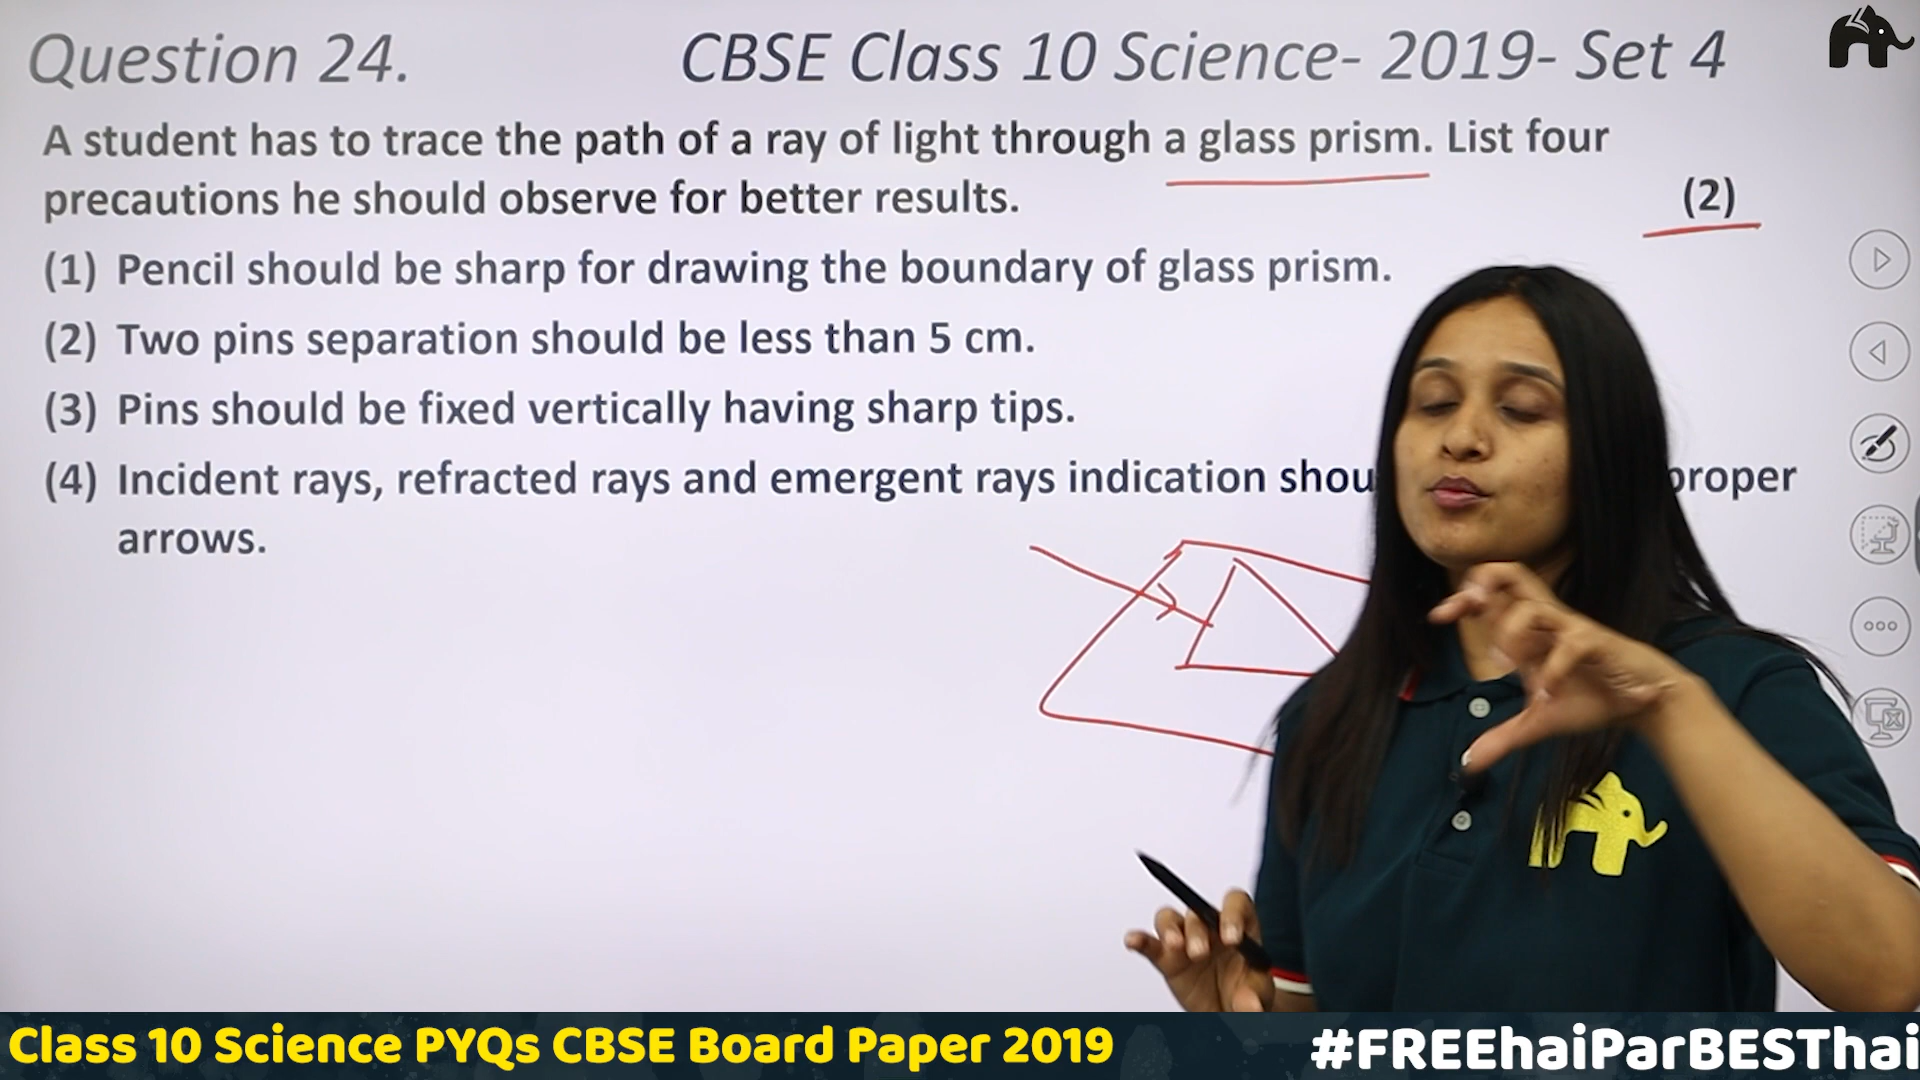 Question 24.
CBSE Class 10 Science- 2019- Set 4
A student has to trace the path of a ray of light through a glass prism. List four
precautions he should observe for better results.
(2)
(1) Pencil should be sharp for drawing the boundary of glass prism.
(2) Two pins separation should be less than 5 cm.
(3) Pins should be fixed vertically having sharp tips.
(4) Incident rays, refracted rays and emergent rays indication proper
arrows.
Class 10 Science PYQs CBSE Board Paper 2019
#FREEhaiParBESThai